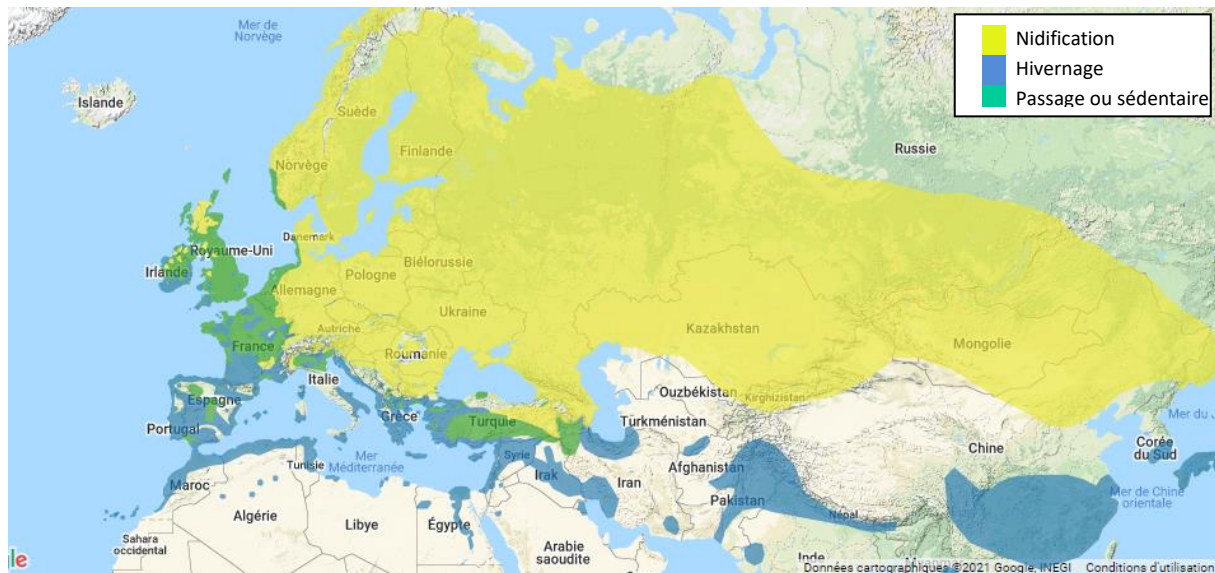 Nidification
Hivernage
Passage ou sédentaire
Mer de
Norvège
Islande
Suède
Finlande
Norvège
Russie
Danemark
Royaume-Uni
Irlande
Biélorussie
Pologne
Allemagne
Ukraine
Kazakhstan
Autriche
Mongolie
France
Roumanie
Italie
Ouzbékistan
Kirghizistan
Espagne
Grèce
Turquie
Turkménistan
Portugal
Chine
Corée
du Sud
Mer du J
Mer
Méditerranée
Tunisie
Syrie
Irak
Iran
Afghanistan
Maroc
Pakistan
Mer de Chine
orientale
Algérie
Libye
Égypte
Népal
Sahara
occidental
Arabie
saoudite
Inde
le
Données cartographiques ©2021 Google, INEGI Conditions d'utilisation